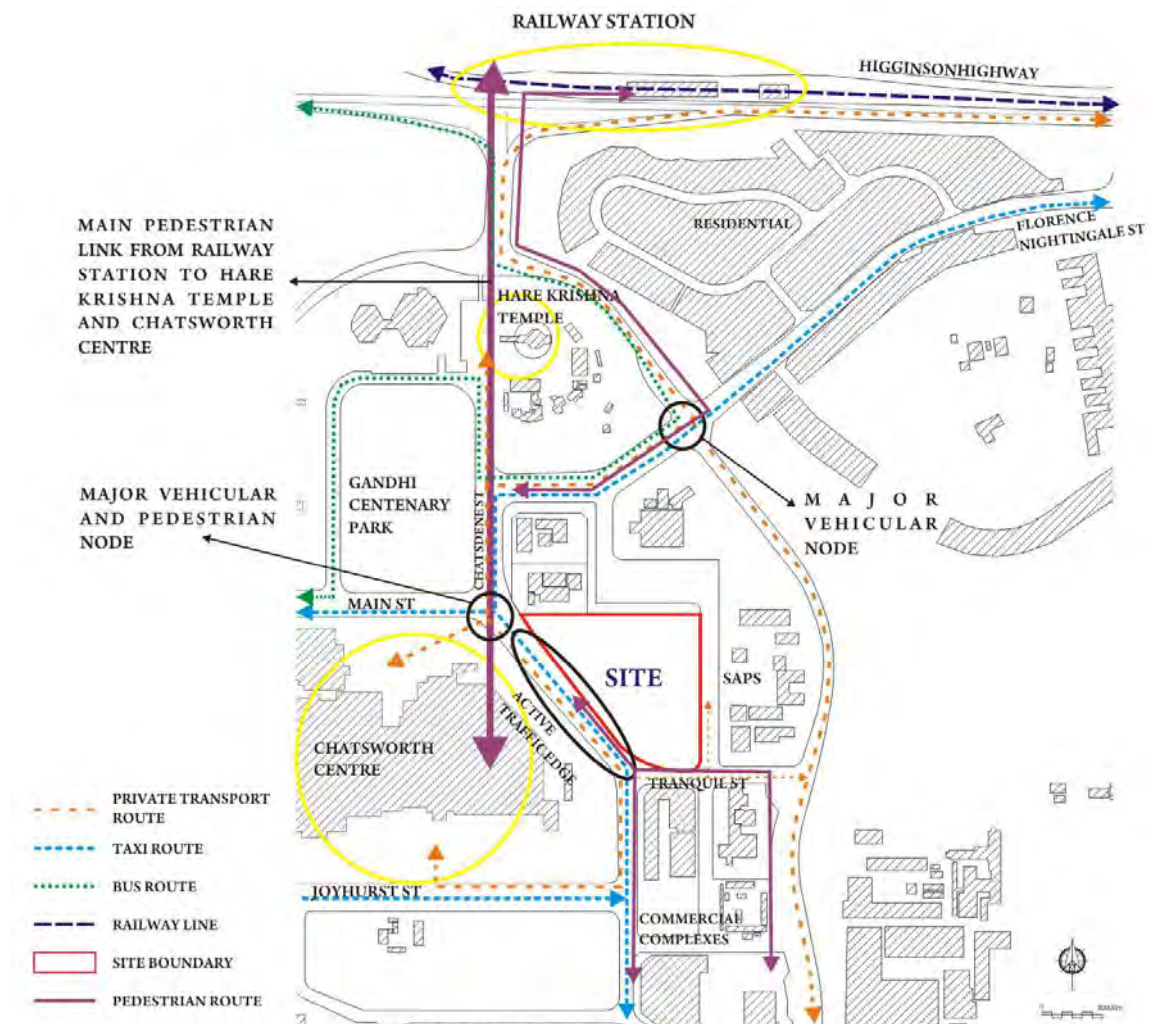 RAILWAY STATION
HIGGINSONHIGHWAY
MAIN PEDESTRIAN
LINK FROM RAILWAY
STATION TO HARE
KRISHNA TEMPLE
AND CHATSWORTH
CENTRE
RESIDENTIAL
FLORENCE
NIGHTINGALE ST
HARE KRISHNA
TEMPLE
MAJOR VEHICULAR
AND PEDESTRIAN
NODE
GANDHI
CENTENARY
PARK
CHATSDENE ST
MAJOR
VEHICULAR
NODE
MAIN ST
SITE
SAPS
ACTIVE
TRAFFICEDGE
CHATSWORTH
CENTRE
TRANQUIL ST
PRIVATE TRANSPORT
ROUTE
TAXI ROUTE
BUS ROUTE
RAILWAY LINE
SITE BOUNDARY
PEDESTRIAN ROUTE
JOYHURST ST
COMMERCIAL
COMPLEXES
0